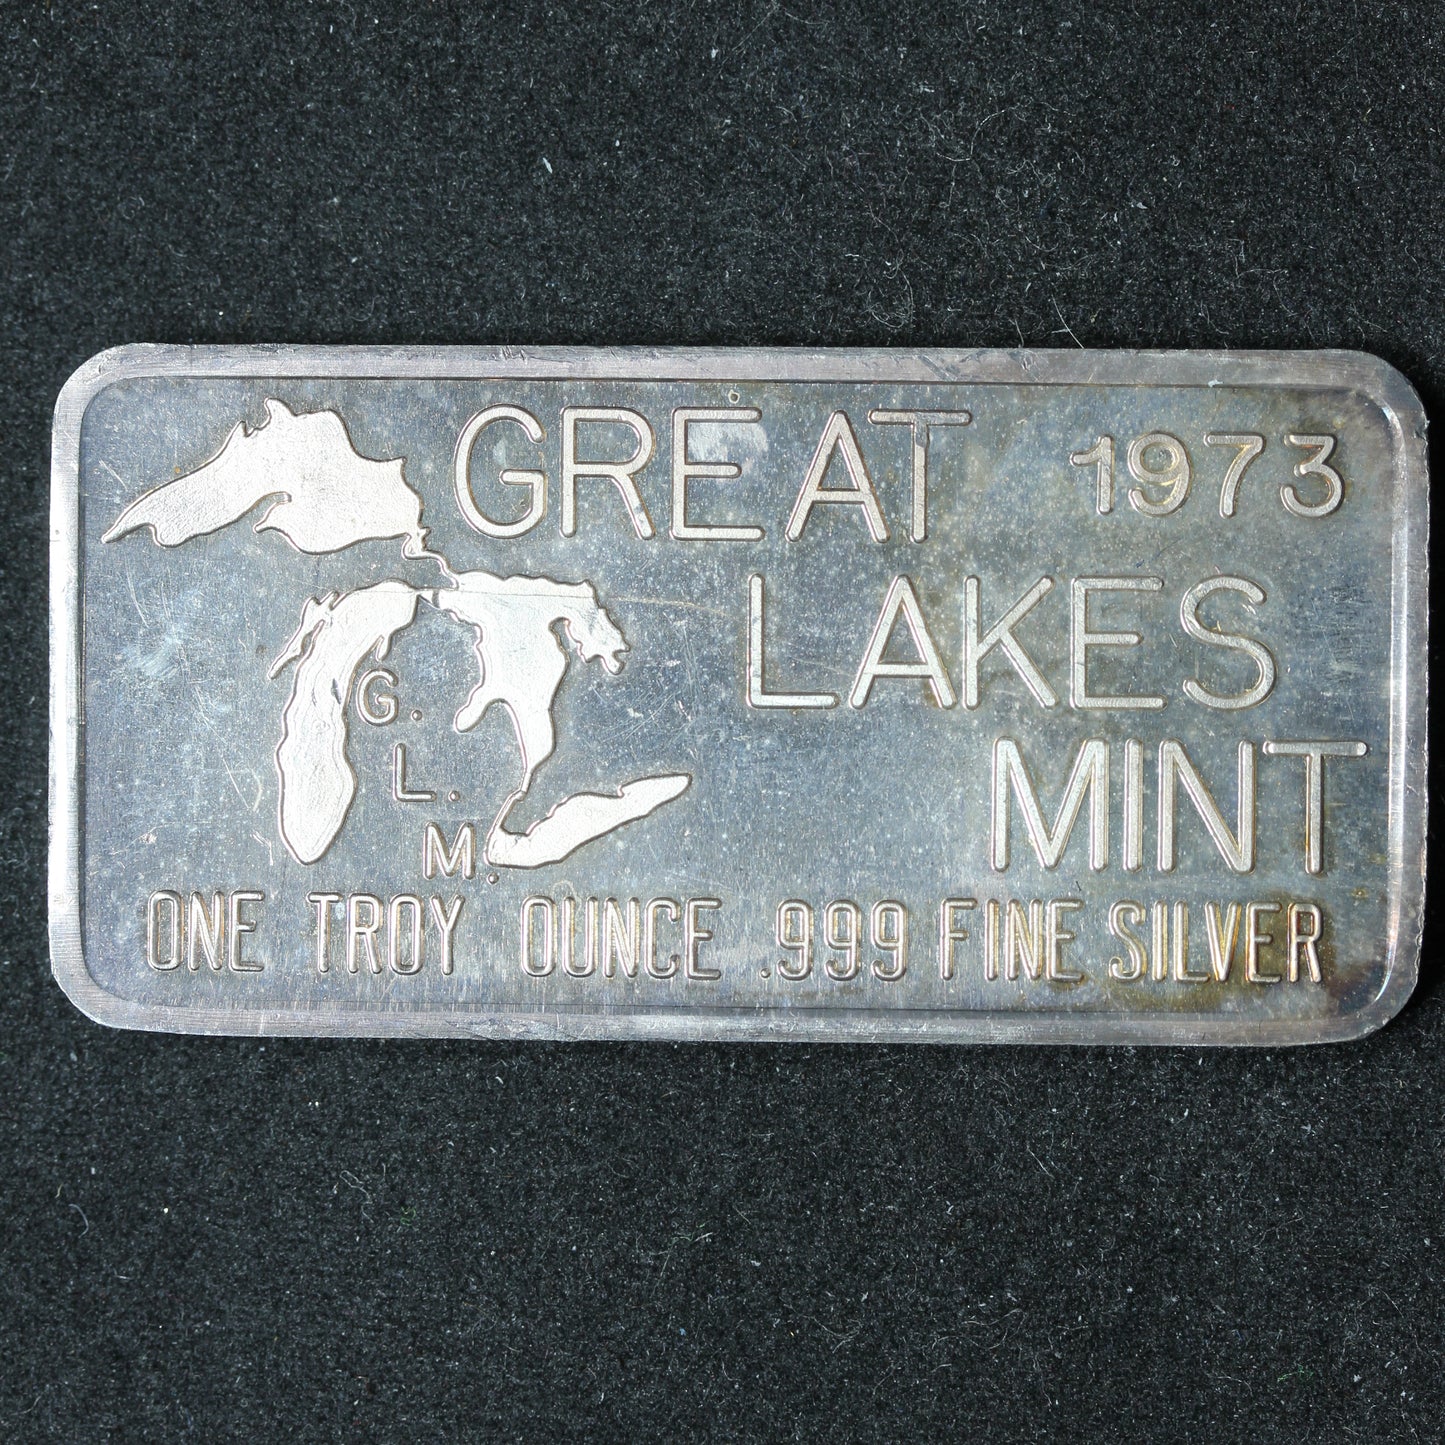 GREAT 1973
LAKES
MINT
G.
L.
M.
ONE TROY OUNCE .999 FINE SILVER